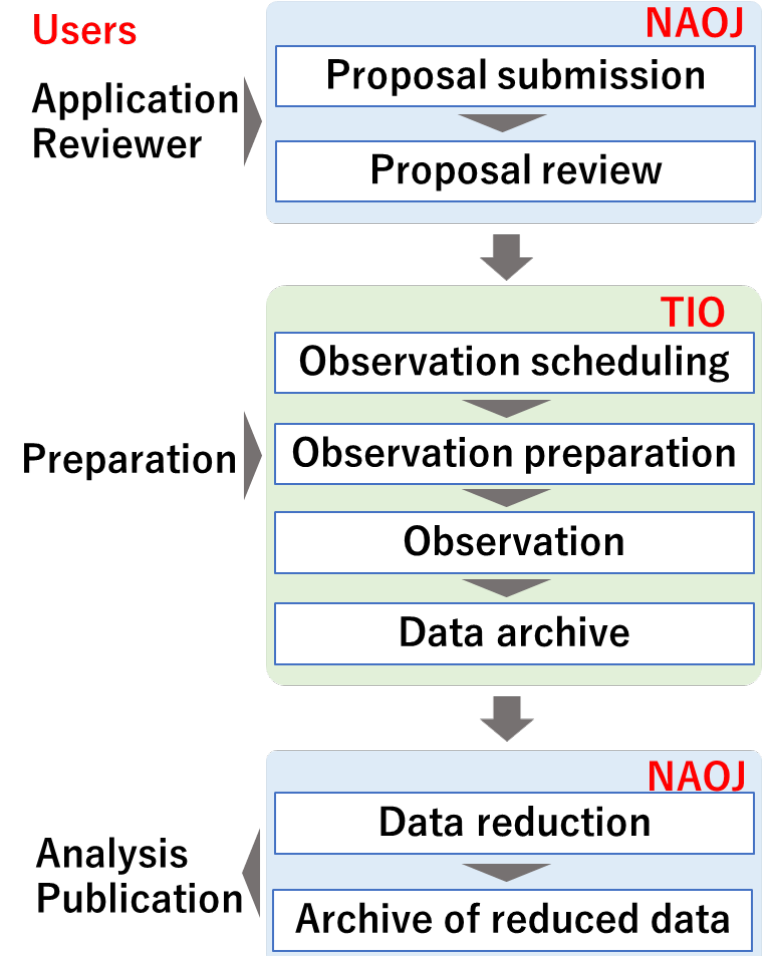 Users
NAOJ
Application
Reviewer
Proposal submission
Proposal review
TIO
Observation scheduling
Preparation
Observation preparation
Observation
Data archive
NAOJ
Data reduction
Analysis
Publication
Archive of reduced data